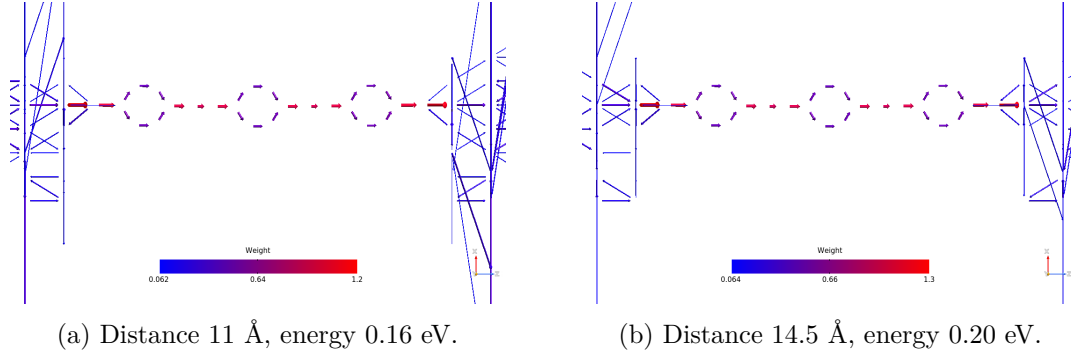 Weight
0.062 0.64 1.2
Weight
0.064 0.66 1.3
(a) Distance 11 Å, energy 0.16 eV.
(b) Distance 14.5 Å, energy 0.20 eV.